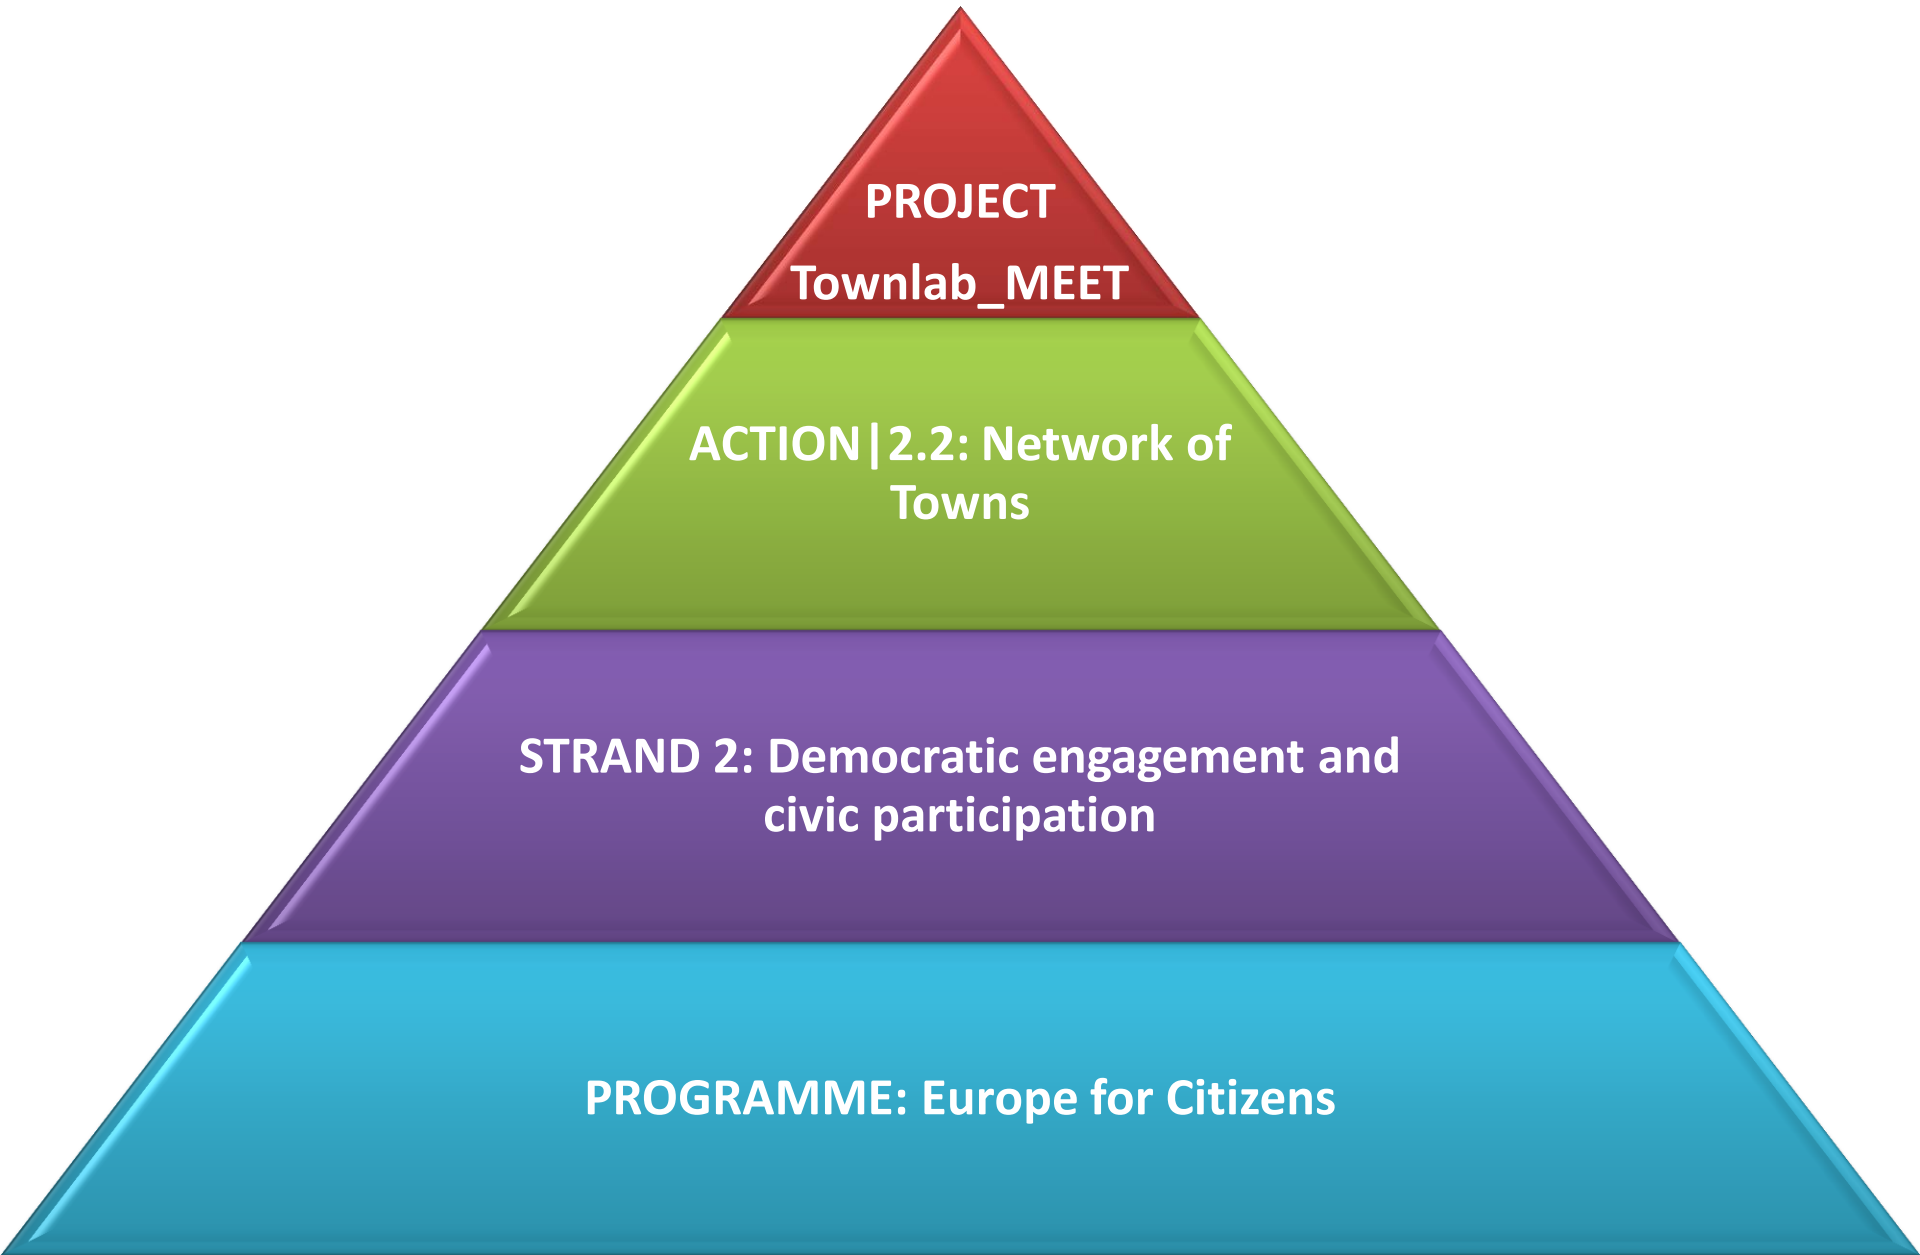 PROJECT
Townlab_MEET
ACTION|2.2: Network of
Towns
STRAND 2: Democratic engagement and
civic participation
PROGRAMME: Europe for Citizens